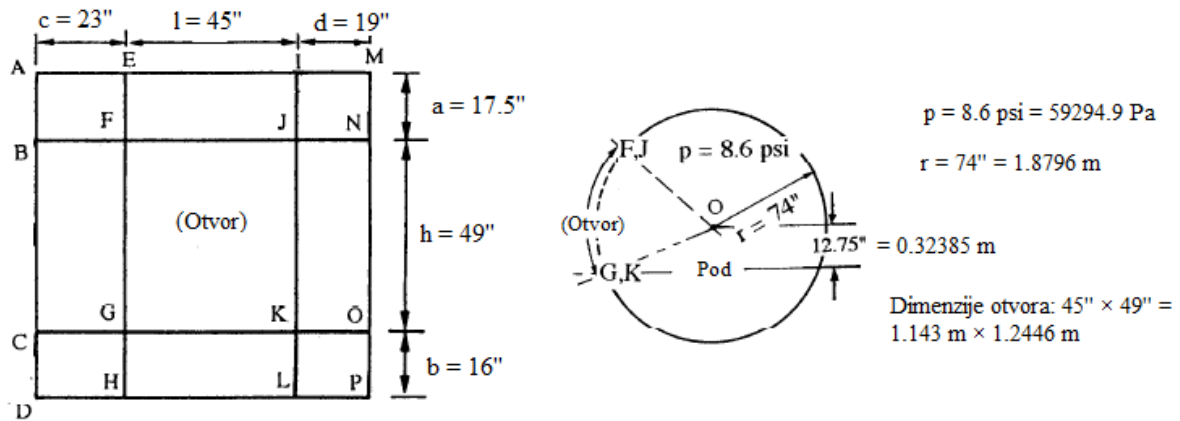 c = 23" l = 45" d = 19"
A E I M
a = 17.5"
F J N
B
(Otvor)
h = 49"
G K O
C
b = 16"
H L P
D
F,J p = 8.6 psi
O
r = 74"
(Otvor)
12.75" = 0.32385 m
G,K Pod
p = 8.6 psi = 59294.9 Pa
r = 74" = 1.8796 m
Dimenzije otvora: 45" × 49" =
1.143 m × 1.2446 m